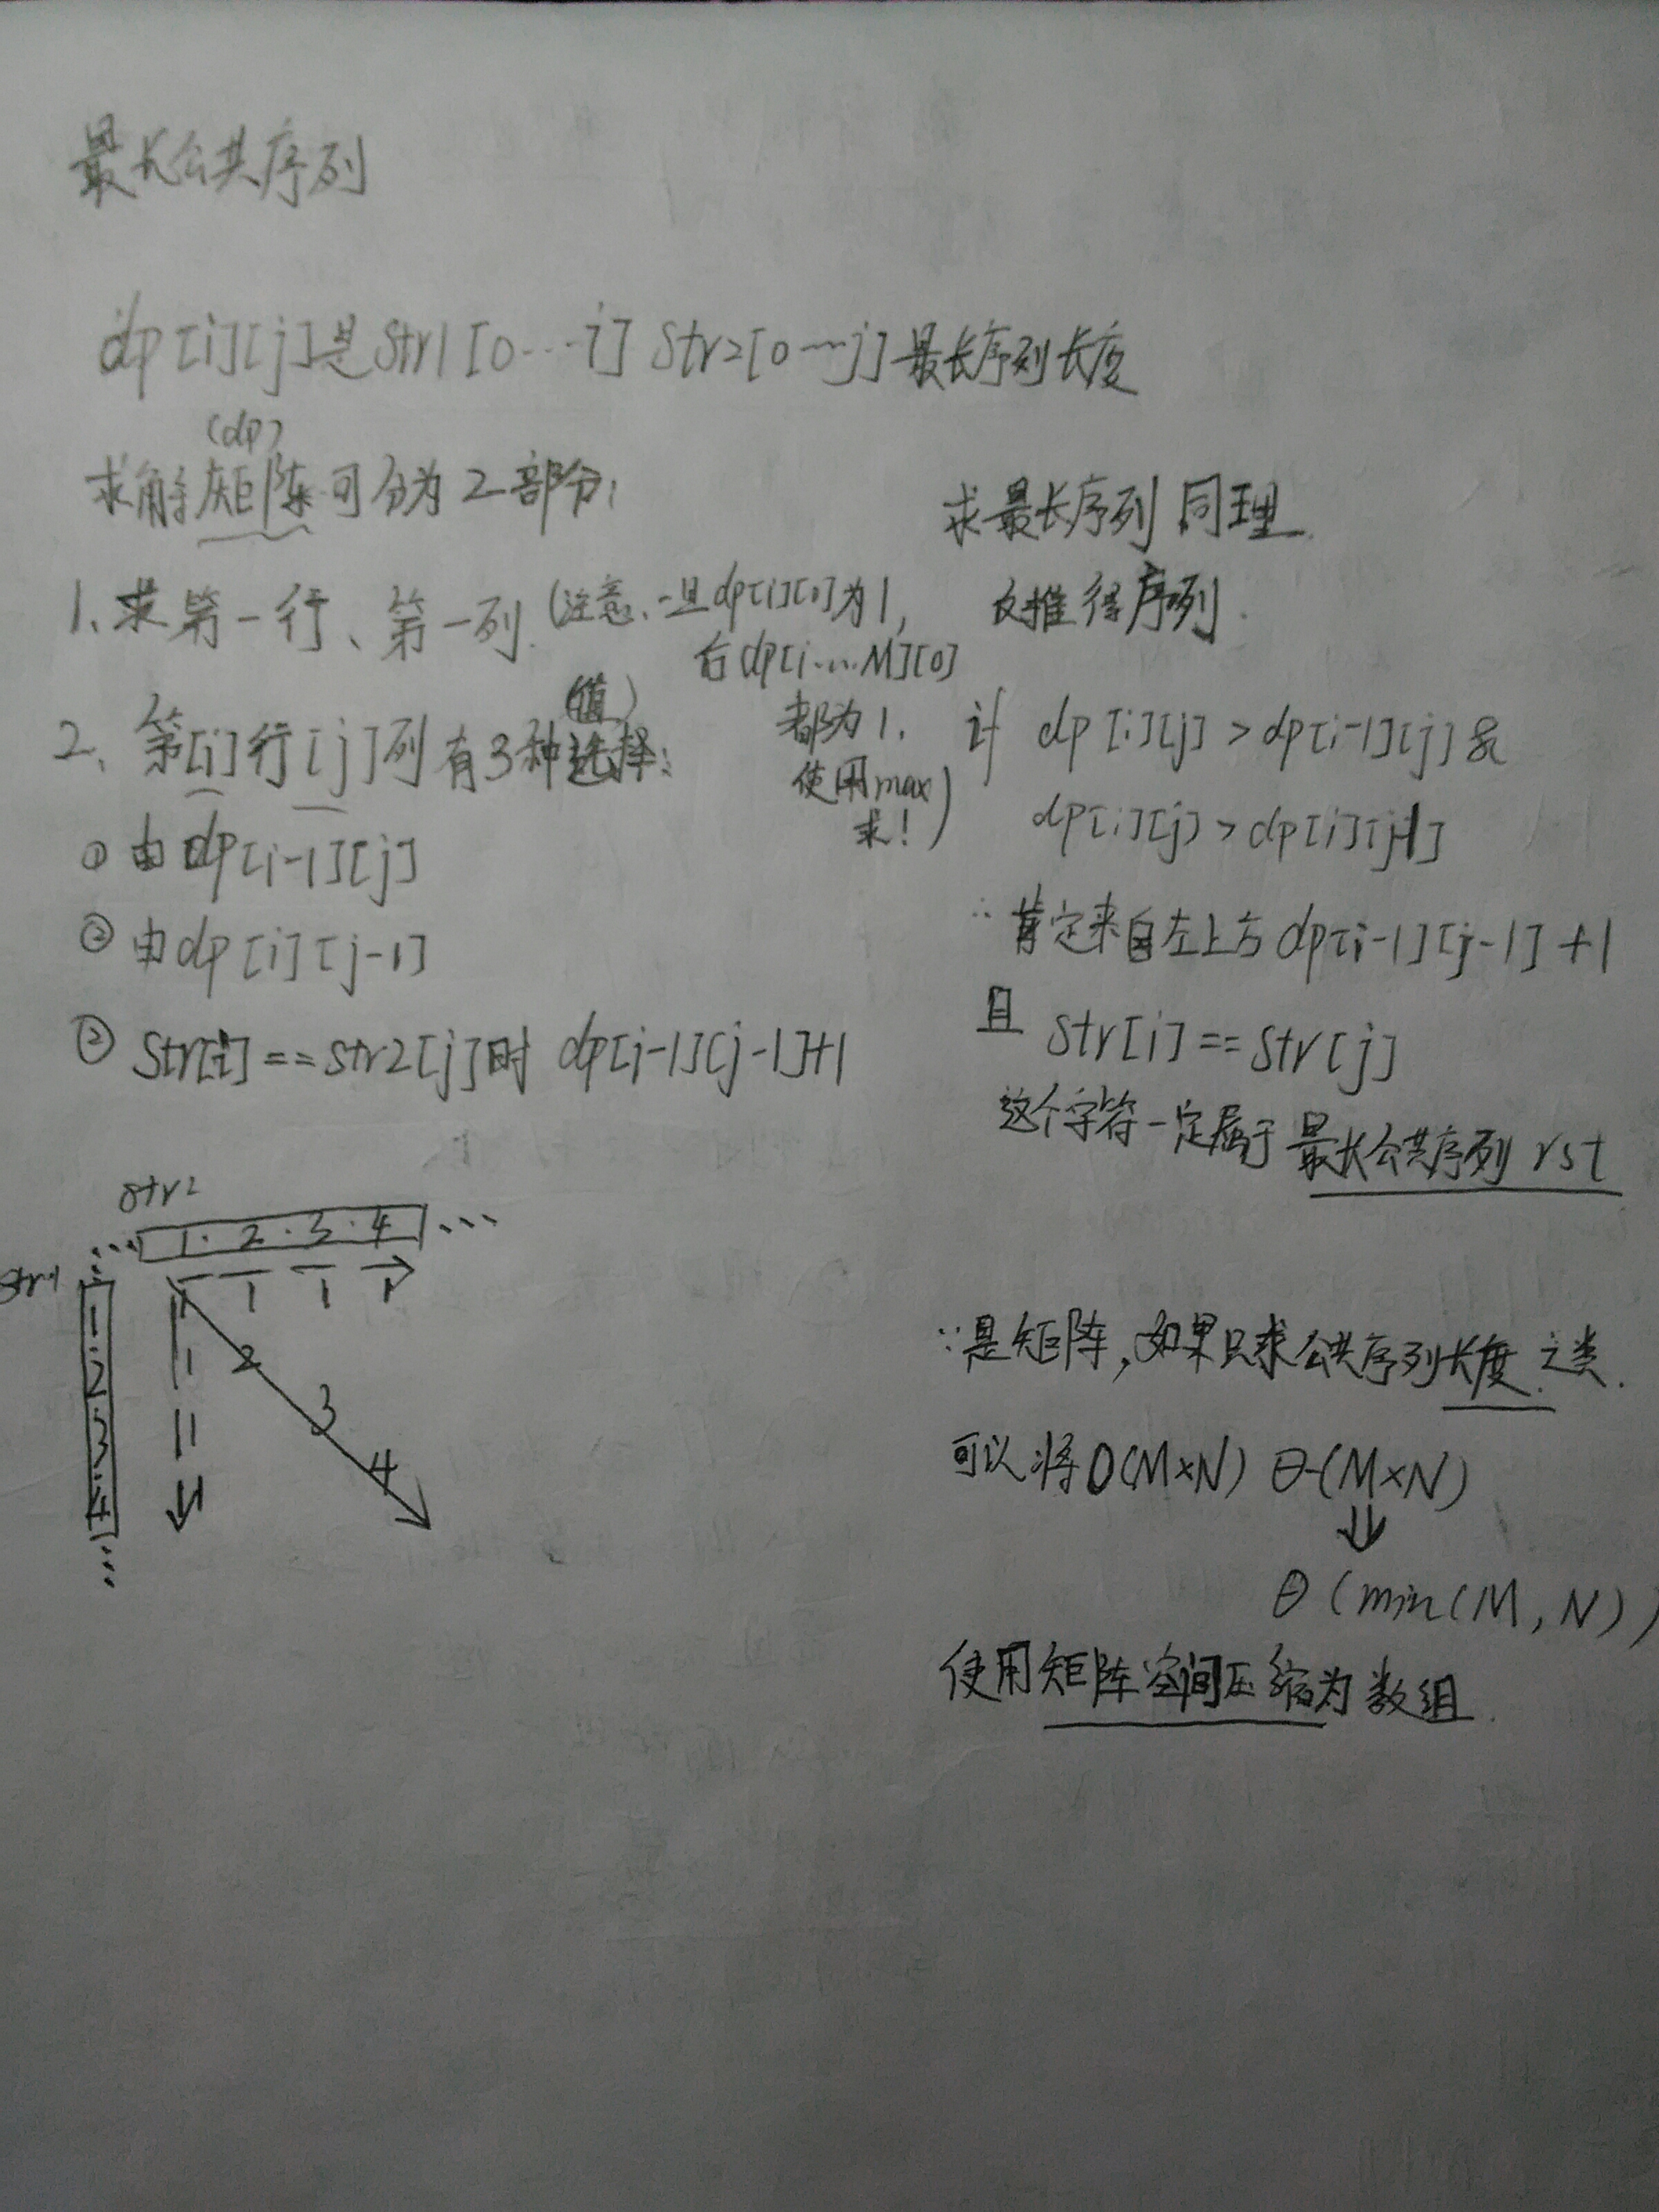 最长公共序列
dp[i][j]是Str1[0···i] Str2[0···j]最长序列长度
(dp)
求解矩阵可分为2部分:
1、求第一行、第一列.(注意、一旦dp[i][0]为1,
后dp[i...M][0]
都为1.
使用max
求!)
2、第[i]行[j]列有3种选择:
(值)
①由dp[i-1][j]
②由dp[i][j-1]
③Str[i]==str2[j]时 dp[i-1][j-1]+1
str2
...1·2·3·4...
str1
1·2·3·4
...
1 1 1 1
1 2
3
4
求最长序列 同理.
反推得序列.
if dp[i][j]>dp[i-1][j]&
dp[i][j]>dp[i][j-1]
∴肯定来自左上方dp[i-1][j-1]+1
且 Str[i]==Str[j]
这个字符一定属于最长公共序列 rst
∵是矩阵,如果只求公共序列长度之类.
可以将O(M×N) Θ(M×N)
⇓
Θ(min(M,N))
使用矩阵空间压缩为数组.